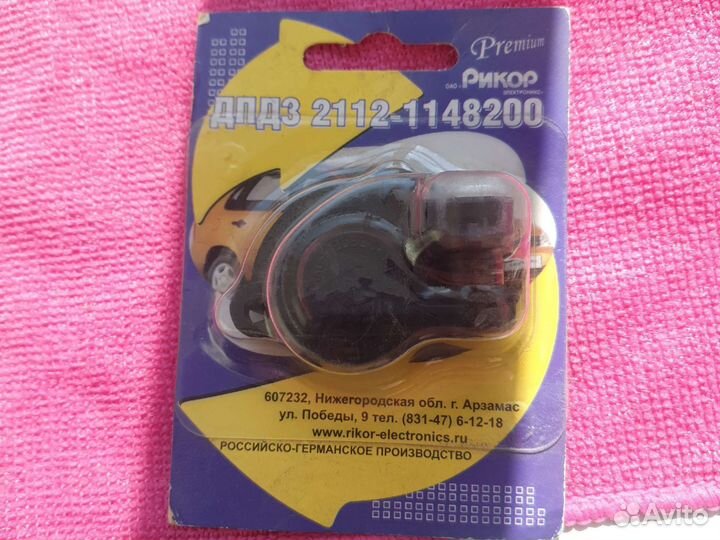 Premium
ОАО «Рикор
ЭЛЕКТРОНИКС»
ДПДЗ 2112-1148200
607232, Нижегородская обл. г. Арзамас
ул. Победы, 9 тел. (831-47) 6-12-18
www.rikor-electronics.ru
РОССИЙСКО-ГЕРМАНСКОЕ ПРОИЗВОДСТВО
Avito